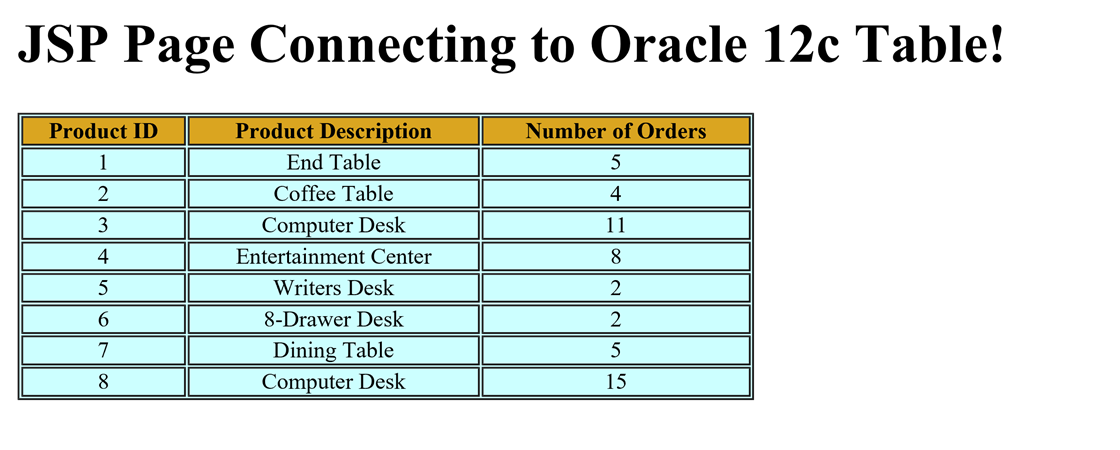 JSP Page Connecting to Oracle 12c Table!
Product ID Product Description Number of Orders
1 End Table 5
2 Coffee Table 4
3 Computer Desk 11
4 Entertainment Center 8
5 Writers Desk 2
6 8-Drawer Desk 2
7 Dining Table 5
8 Computer Desk 15